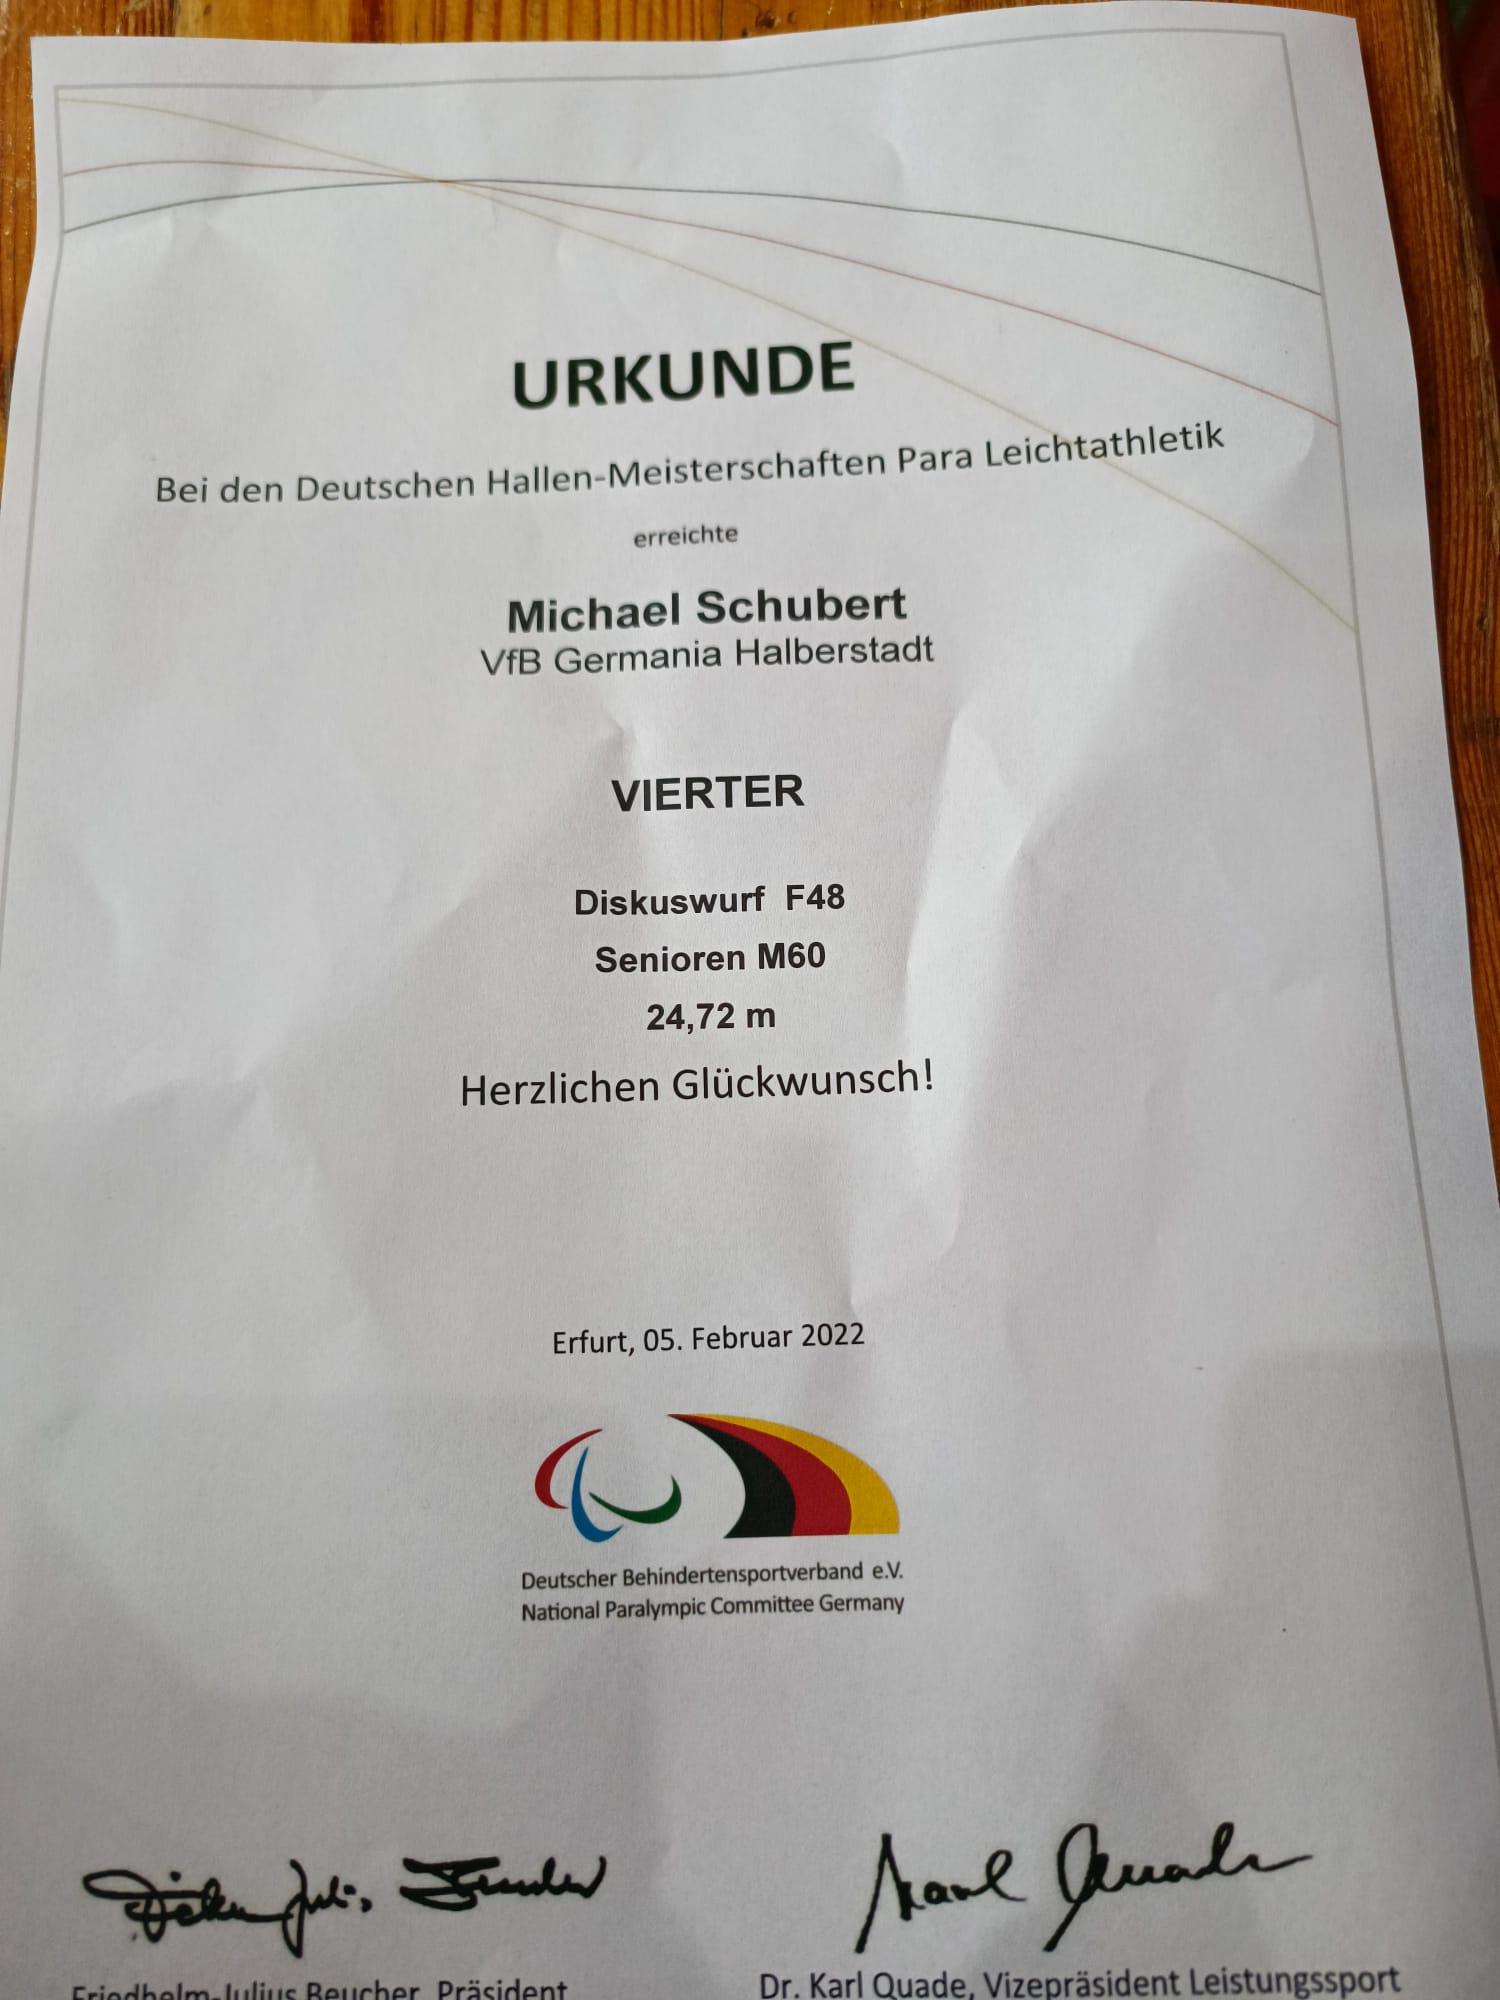 URKUNDE
Bei den Deutschen Hallen-Meisterschaften Para Leichtathletik
erreichte
Michael Schubert
VfB Germania Halberstadt
VIERTER
Diskuswurf F48
Senioren M60
24,72 m
Herzlichen Glückwunsch!
Erfurt, 05. Februar 2022
Deutscher Behindertensportverband e.V.
National Paralympic Committee Germany
Karl Quade
Friedhelm-Julius Beucher, Präsident
Dr. Karl Quade, Vizepräsident Leistungssport